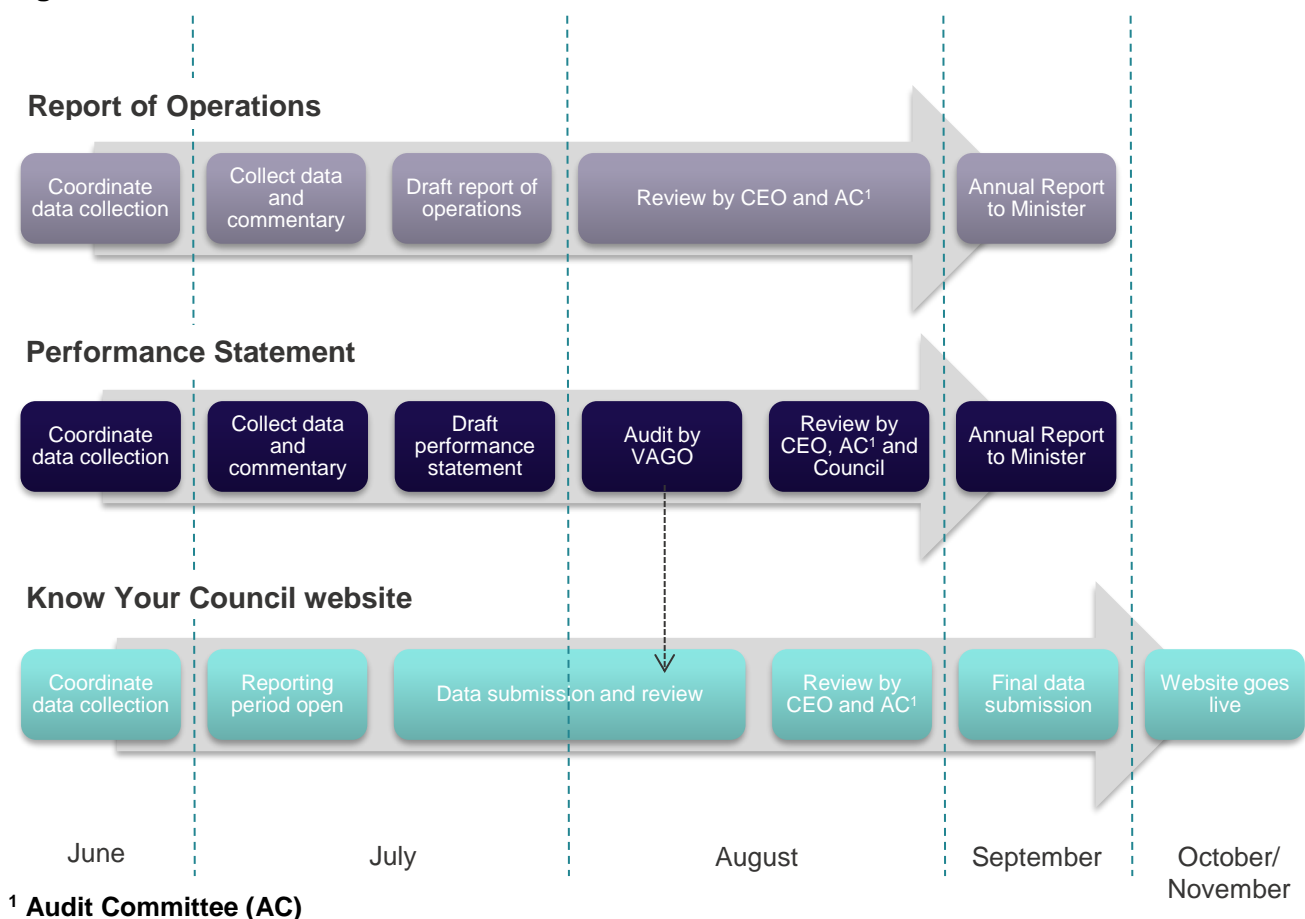 Report of Operations
Coordinate
data collection
Collect data
and
commentary
Draft report of
operations
Review by CEO and AC¹
Annual Report
to Minister
Performance Statement
Coordinate
data collection
Collect data
and
commentary
Draft
performance
statement
Audit by
VAGO
Review by
CEO, AC¹ and
Council
Annual Report
to Minister
Know Your Council website
Coordinate
data collection
Reporting
period open
Data submission and review
Review by
CEO and AC¹
Final data
submission
Website goes
live
June
July
August
September
October/
November
¹ Audit Committee (AC)